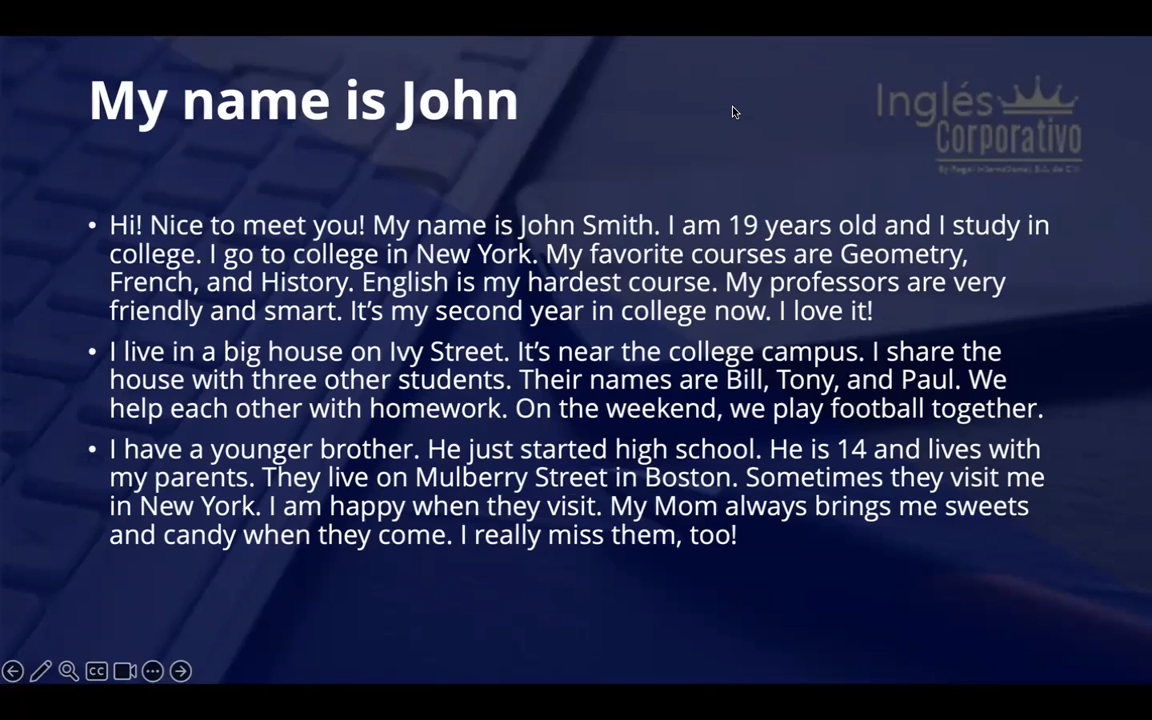 My name is John
Inglés
Corporativo
• Hi! Nice to meet you! My name is John Smith. I am 19 years old and I study in
college. I go to college in New York. My favorite courses are Geometry,
French, and History. English is my hardest course. My professors are very
friendly and smart. It’s my second year in college now. I love it!
• I live in a big house on Ivy Street. It’s near the college campus. I share the
house with three other students. Their names are Bill, Tony, and Paul. We
help each other with homework. On the weekend, we play football together.
• I have a younger brother. He just started high school. He is 14 and lives with
my parents. They live on Mulberry Street in Boston. Sometimes they visit me
in New York. I am happy when they visit. My Mom always brings me sweets
and candy when they come. I really miss them, too!
CC